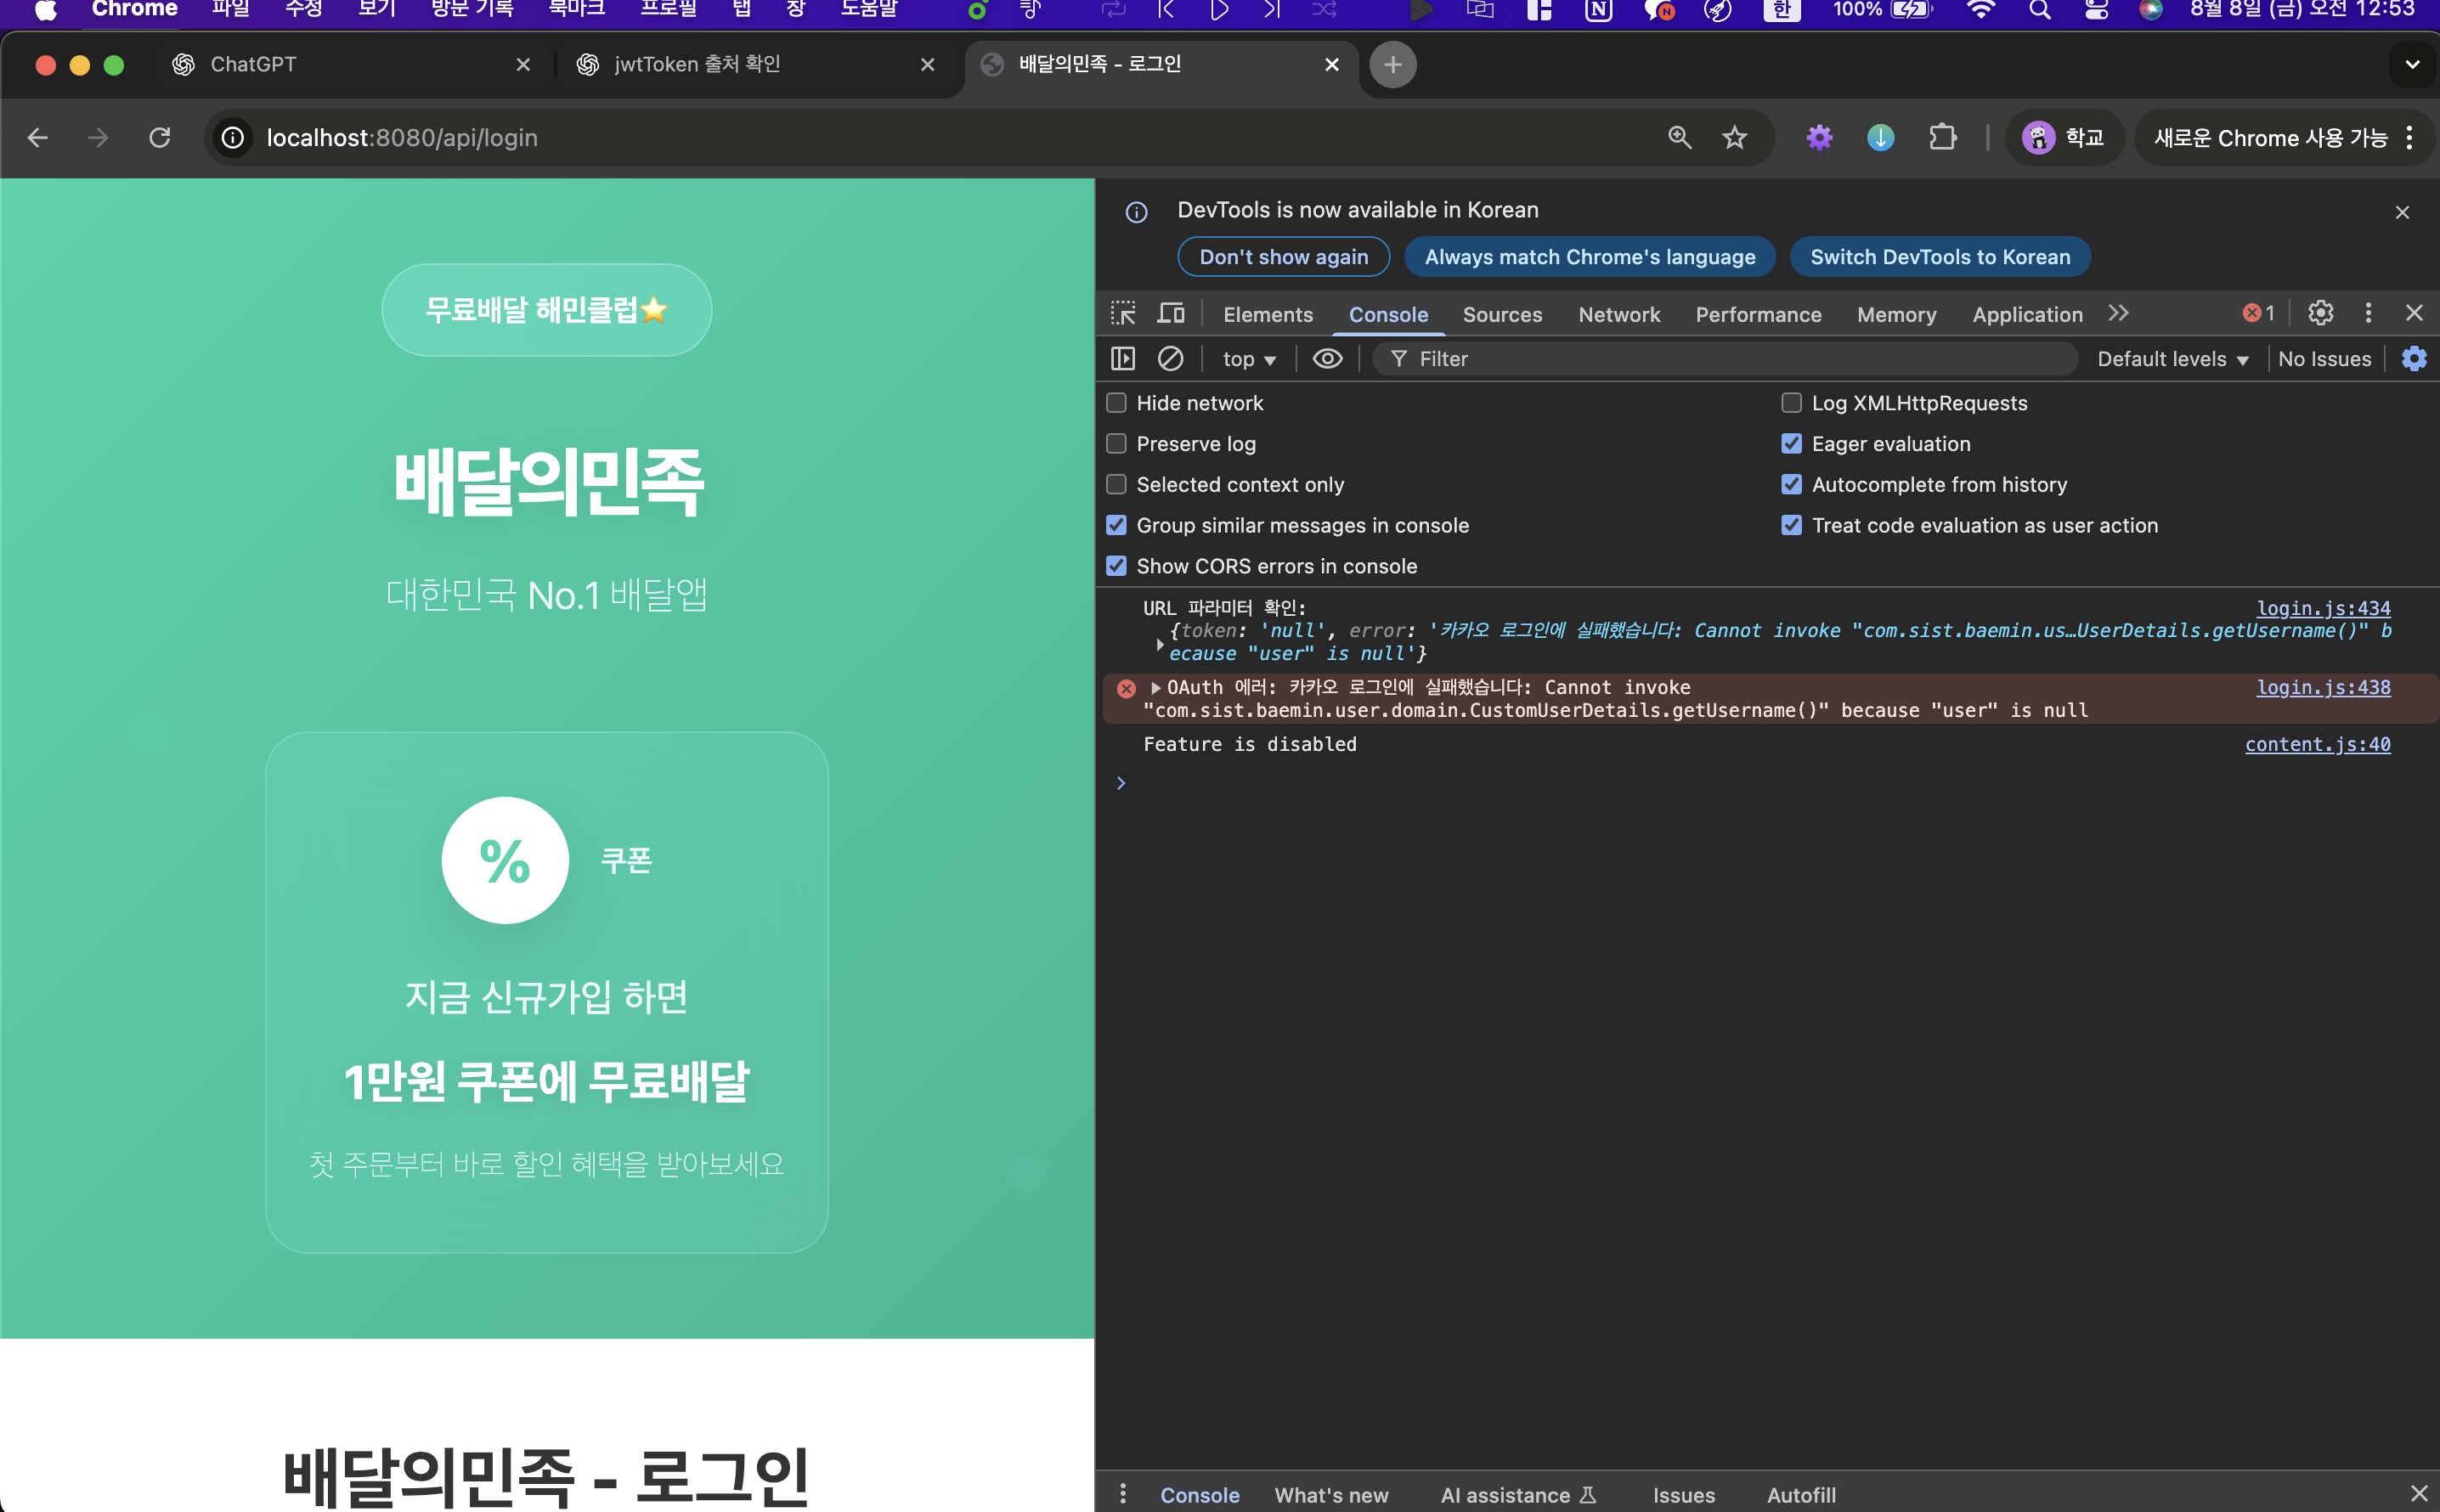 Chrome 파일 수정 보기 방문 기록 북마크 프로필 탭 창 도움말 한 100% 8월 8일 (금) 오전 12:53
ChatGPT
jwtToken 출처 확인
배달의민족 - 로그인
localhost:8080/api/login
학교
새로운 Chrome 사용 가능
무료배달 해민클럽⭐
배달의민족
대한민국 No.1 배달앱
%
쿠폰
지금 신규가입 하면
1만원 쿠폰에 무료배달
첫 주문부터 바로 할인 혜택을 받아보세요
배달의민족 - 로그인
DevTools is now available in Korean
Don't show again
Always match Chrome's language
Switch DevTools to Korean
Elements Console Sources Network Performance Memory Application 1
top Filter Default levels No Issues
Hide network
Log XMLHttpRequests
Preserve log
Eager evaluation
Selected context only
Autocomplete from history
Group similar messages in console
Treat code evaluation as user action
Show CORS errors in console
URL 파라미터 확인: login.js:434
{token: 'null', error: '카카오 로그인에 실패했습니다: Cannot invoke "com.sist.baemin.us…UserDetails.getUsername()" b
ecause "user" is null'}
OAuth 에러: 카카오 로그인에 실패했습니다: Cannot invoke login.js:438
"com.sist.baemin.user.domain.CustomUserDetails.getUsername()" because "user" is null
Feature is disabled content.js:40
Console What's new AI assistance Issues Autofill